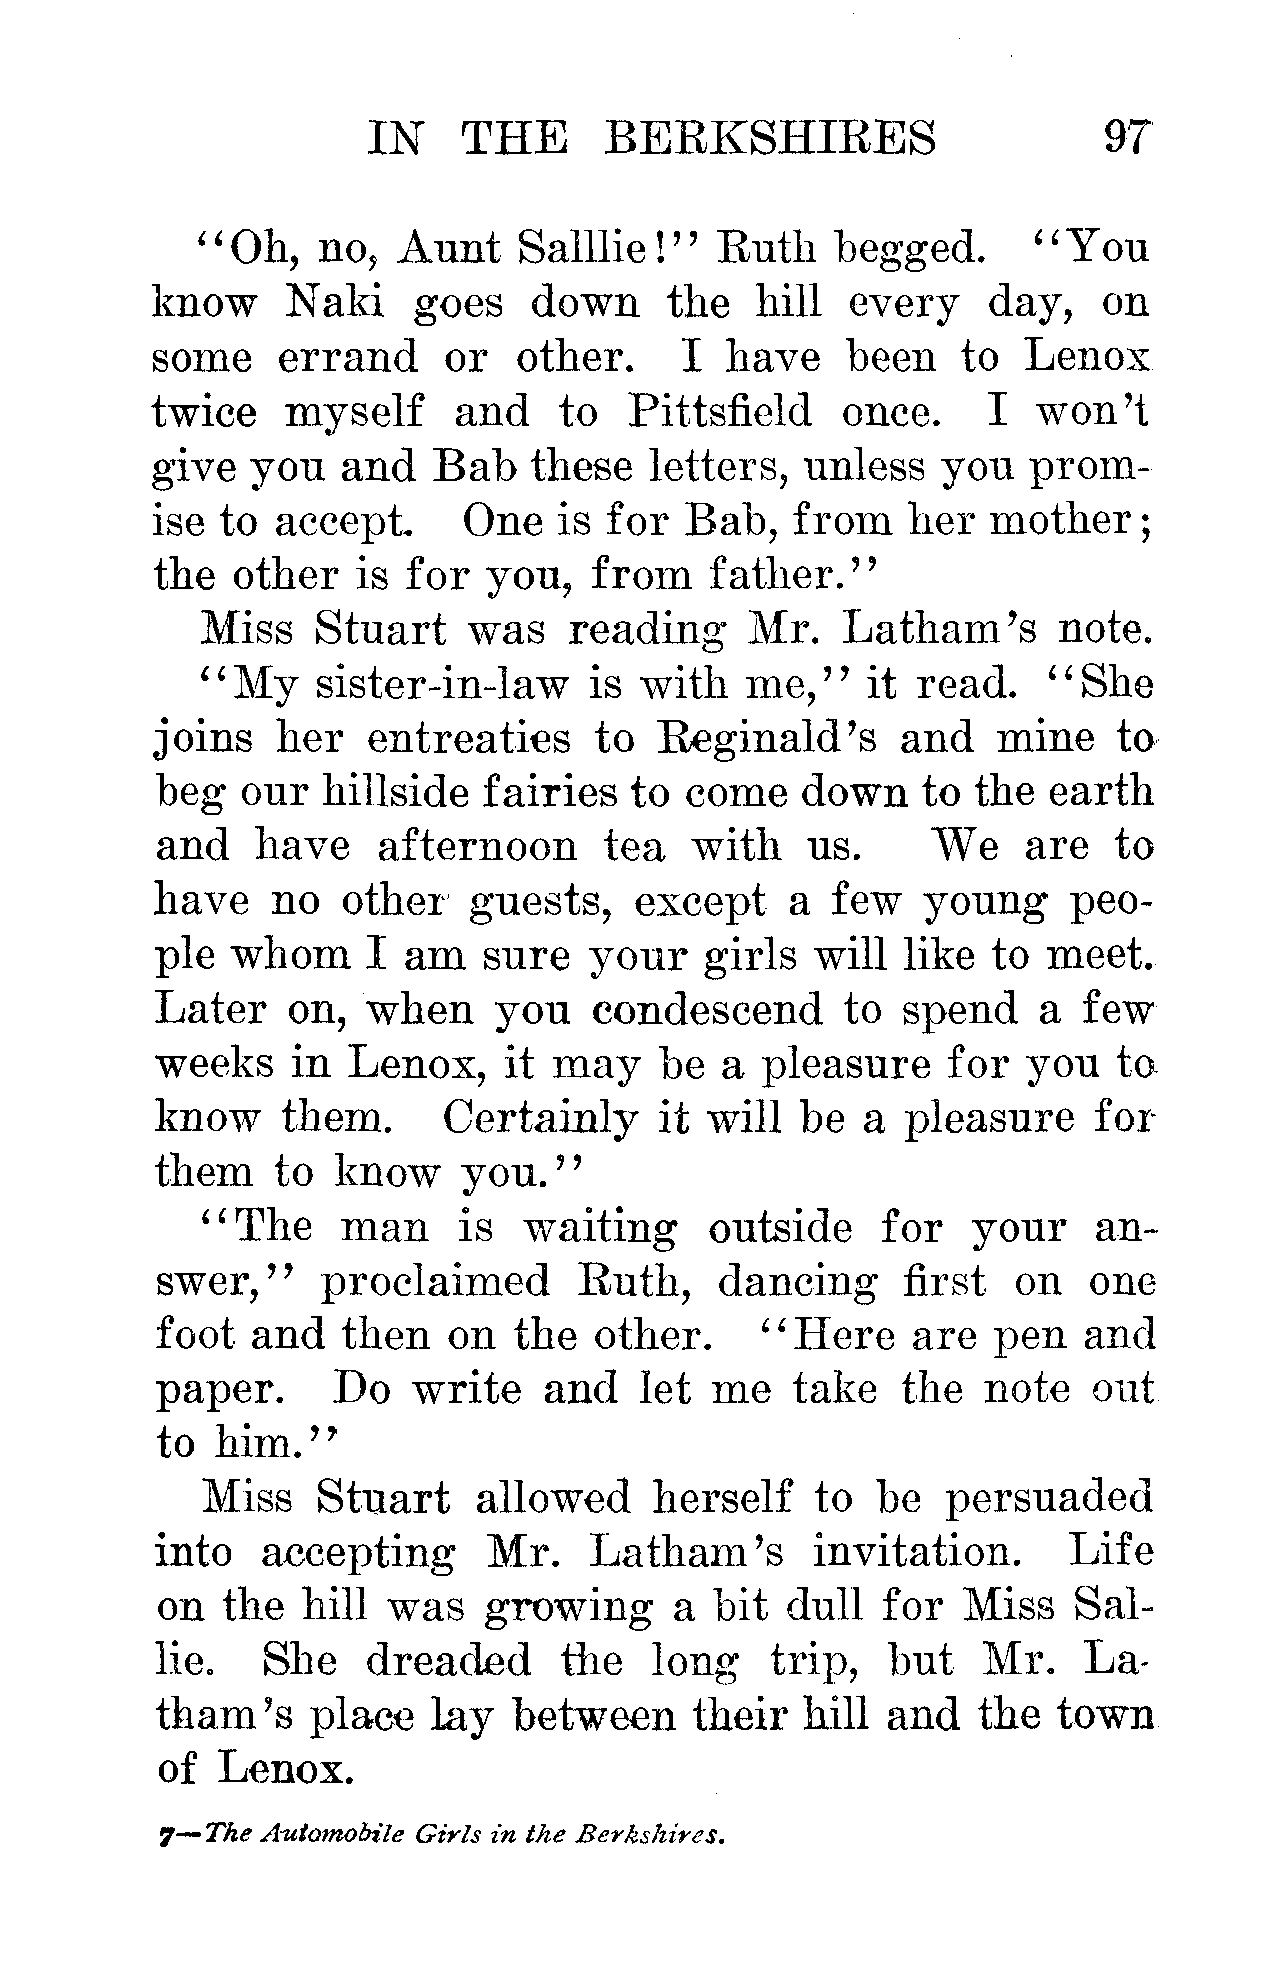 IN THE BERKSHIRES 97
"Oh, no, Aunt Salllie!" Ruth begged. "You
know Naki goes down the hill every day, on
some errand or other. I have been to Lenox
twice myself and to Pittsfield once. I won't
give you and Bab these letters, unless you prom-
ise to accept. One is for Bab, from her mother;
the other is for you, from father."
Miss Stuart was reading Mr. Latham's note.
"My sister-in-law is with me," it read. "She
joins her entreaties to Reginald's and mine to
beg our hillside fairies to come down to the earth
and have afternoon tea with us. We are to
have no other guests, except a few young peo-
ple whom I am sure your girls will like to meet.
Later on, when you condescend to spend a few
weeks in Lenox, it may be a pleasure for you to
know them. Certainly it will be a pleasure for
them to know you."
"The man is waiting outside for your an-
swer," proclaimed Ruth, dancing first on one
foot and then on the other. "Here are pen and
paper. Do write and let me take the note out
to him."
Miss Stuart allowed herself to be persuaded
into accepting Mr. Latham's invitation. Life
on the hill was growing a bit dull for Miss Sal-
lie. She dreaded the long trip, but Mr. La-
tham's place lay between their hill and the town
of Lenox.
7—The Automobile Girls in the Berkshires.